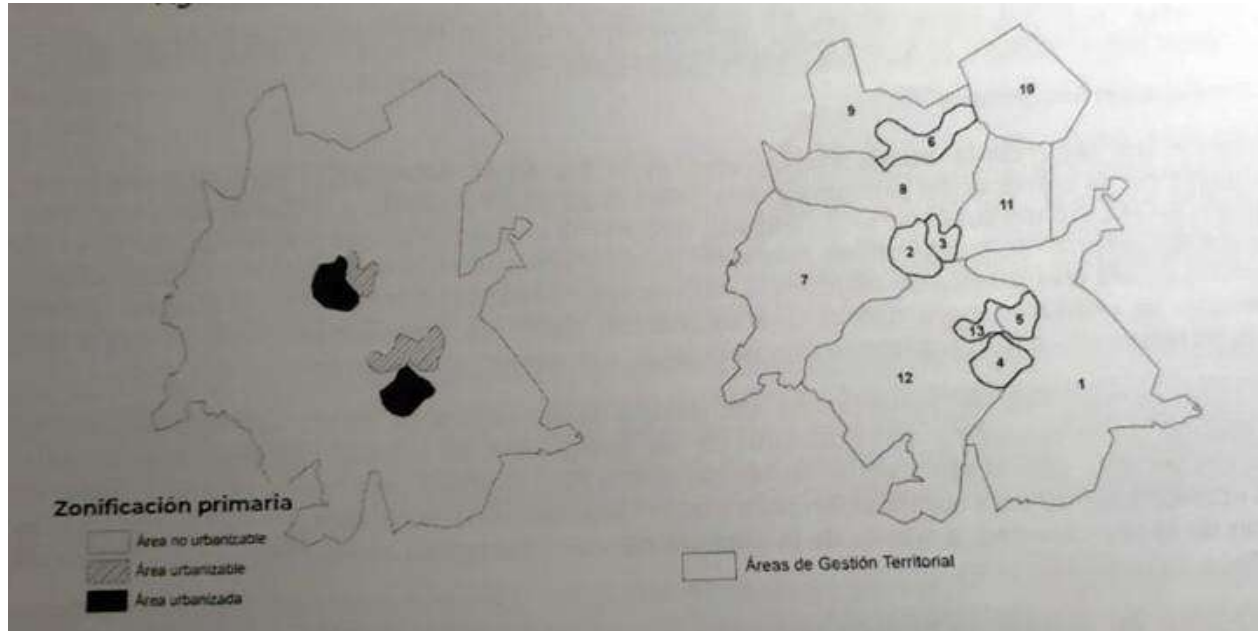 Zonificación primaria
Área no urbanizable
Área urbanizable
Área urbanizada
9
10
6
8
11
2
3
7
5
13
4
12
1
Áreas de Gestión Territorial